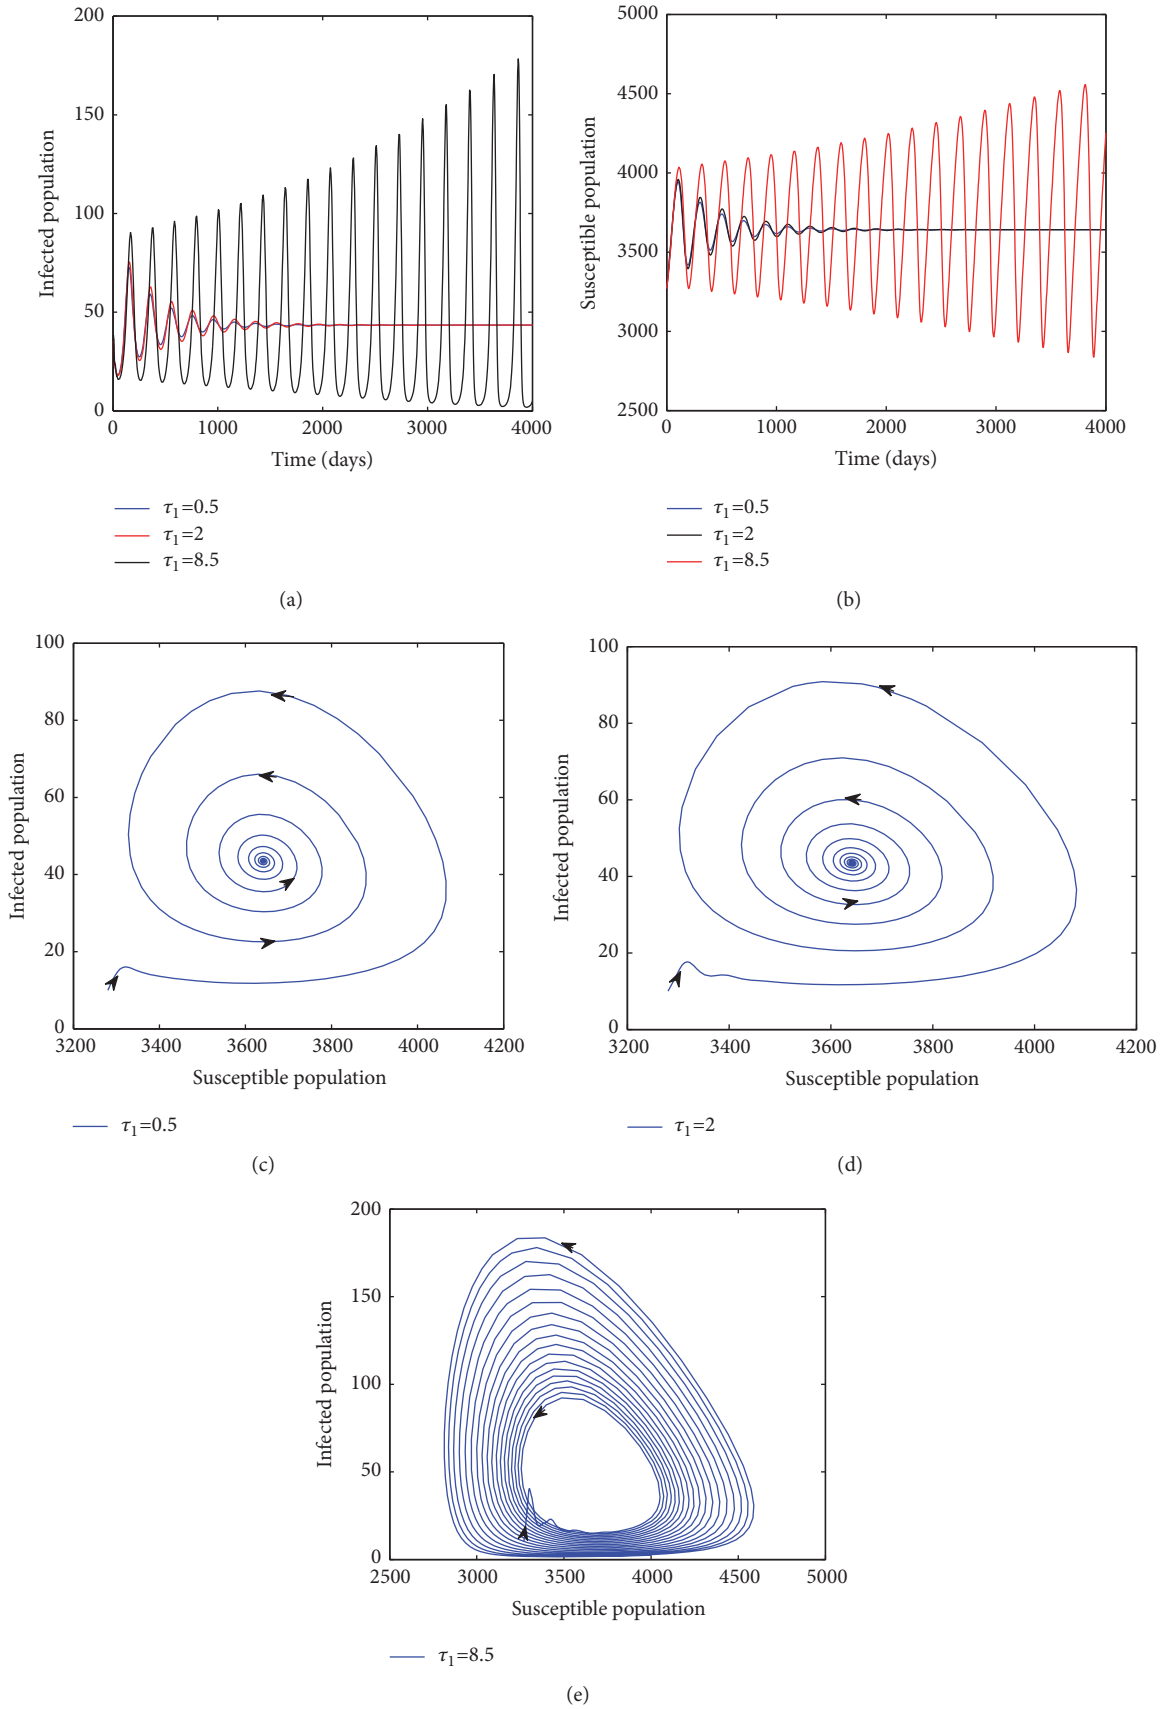 200
150
100
50
0
Infected population
0
1000
2000
3000
4000
Time (days)
τ1=0.5
τ1=2
τ1=8.5
(a)
5000
4500
4000
3500
3000
2500
Susceptible population
0
1000
2000
3000
4000
Time (days)
τ1=0.5
τ1=2
τ1=8.5
(b)
100
80
60
40
20
0
Infected population
3200
3400
3600
3800
4000
4200
Susceptible population
τ1=0.5
(c)
100
80
60
40
20
0
Infected population
3200
3400
3600
3800
4000
4200
Susceptible population
τ1=2
(d)
200
150
100
50
0
Infected population
2500
3000
3500
4000
4500
5000
Susceptible population
τ1=8.5
(e)